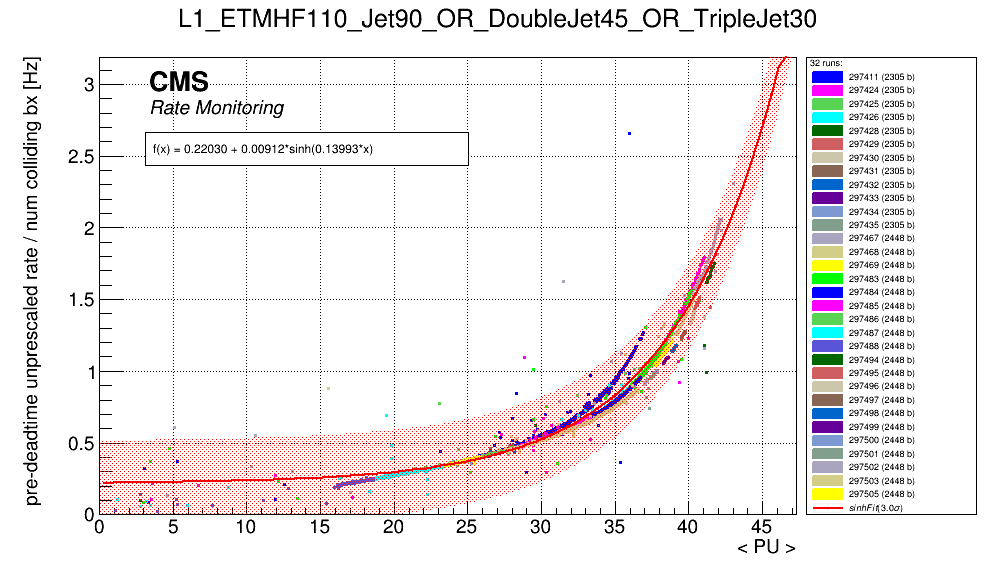 L1_ETMHF110_Jet90_OR_DoubleJet45_OR_TripleJet30
pre-deadtime unprescaled rate / num colliding bx [Hz]
CMS
Rate Monitoring
f(x) = 0.22030 + 0.00912*sinh(0.13993*x)
3
2.5
2
1.5
1
0.5
0
0 5 10 15 20 25 30 35 40 45
< PU >
32 runs:
297411 (2305 b)
297424 (2305 b)
297425 (2305 b)
297426 (2305 b)
297428 (2305 b)
297429 (2305 b)
297430 (2305 b)
297431 (2305 b)
297432 (2305 b)
297433 (2305 b)
297434 (2305 b)
297435 (2305 b)
297467 (2448 b)
297468 (2448 b)
297469 (2448 b)
297483 (2448 b)
297484 (2448 b)
297485 (2448 b)
297486 (2448 b)
297487 (2448 b)
297488 (2448 b)
297494 (2448 b)
297495 (2448 b)
297496 (2448 b)
297497 (2448 b)
297498 (2448 b)
297499 (2448 b)
297500 (2448 b)
297501 (2448 b)
297502 (2448 b)
297503 (2448 b)
297505 (2448 b)
sinhFit(3.0σ)